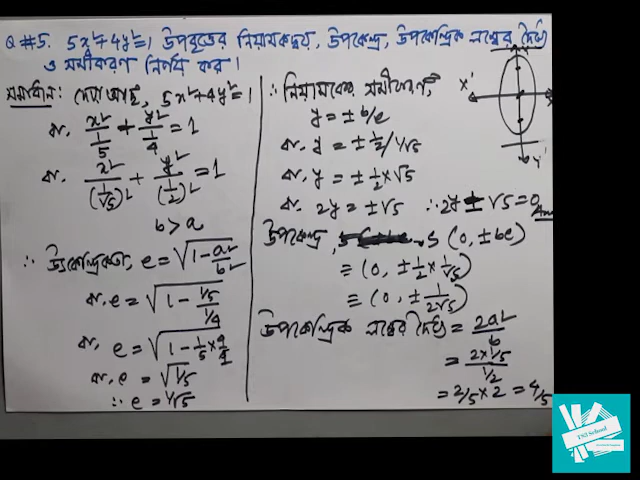 Q #5. 5x²+4y²=1 উপবৃত্তের নিয়ামকদ্বয়, উপকেন্দ্র, উপকেন্দ্রিক লম্বের দৈর্ঘ্য
ও সমীকরণ নির্ণয় কর।
সমাধান: দেয়া আছে, 5x²+4y²=1
বা, x²/(1/5) + y²/(1/4) = 1
বা, x²/(1/√5)² + y²/(1/2)² = 1
b > a
∴ উৎকেন্দ্রিকতা, e = √(1-a²/b²)
বা, e = √(1 - (1/5)/(1/4))
বা, e = √(1 - 1/5 × 4/1)
বা, e = √(1/5)
∴ e = 1/√5
∴ নিয়ামকের সমীকরণ,
y = ± b/e
বা, y = ± 1/2 / 1/√5
বা, y = ± 1/2 × √5
বা, 2y = ± √5 ∴ 2y ± √5 = 0
Ans
উপকেন্দ্র, S (0, ± be)
≡ (0, ± 1/2 × 1/√5)
≡ (0, ± 1/2√5)
উপকেন্দ্রিক লম্বের দৈর্ঘ্য = 2a²/b
= (2×1/5)/(1/2)
= 2/5 × 2 = 4/5
X'
Y'
TNJ School